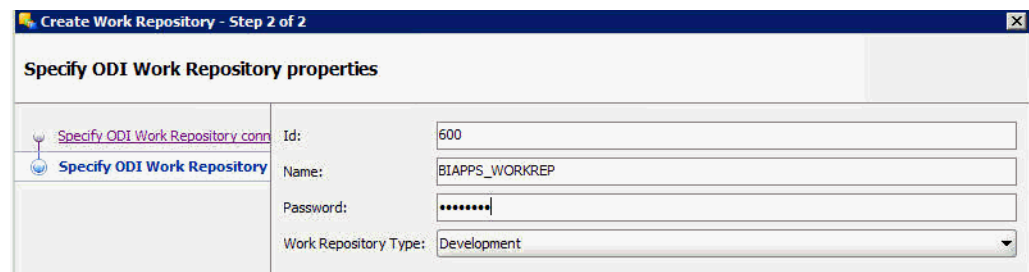 Create Work Repository - Step 2 of 2
Specify ODI Work Repository properties
Specify ODI Work Repository conn
Specify ODI Work Repository
Id: 600
Name: BIAPPS_WORKREP
Password: ••••••••
Work Repository Type: Development